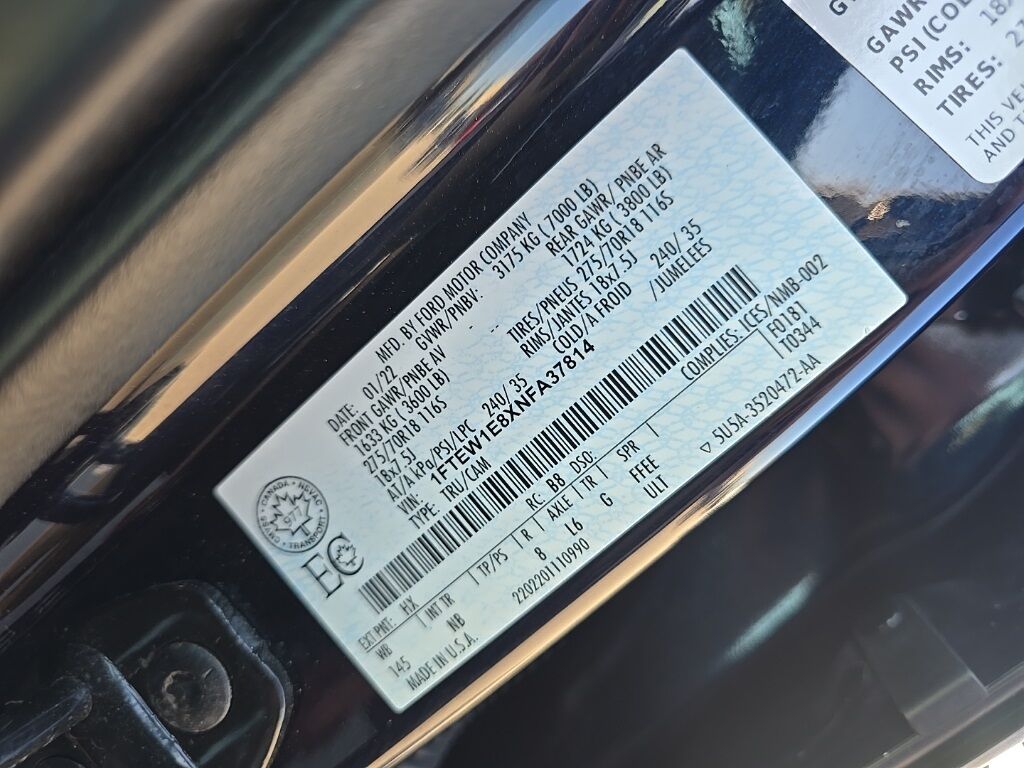 MFD. BY FORD MOTOR COMPANY
DATE: 01/22 GVWR/PNBV: 3175 KG ( 7000 LB)
FRONT GAWR/PNBE AV REAR GAWR/ PNBE AR
1633 KG ( 3600 LB) 1724 KG ( 3800 LB)
275/70R18 116S TIRES/PNEUS 275/70R18 116S
18x7.5J RIMS/JANTES 18x7.5J
AT/A kPa/PSI/LPC 240/ 35 COLD/A FROID 240/ 35
VIN: 1FTEW1E8XNFA37814 /JUMELEES
TYPE: TRU/CAM COMPLIES: ICES/NMB-002
CANADA
977
TRANSPORT
EC
EXT PNT: HX RC: B8 DSO: F0181
WB INT TR TP/PS R AXLE TR SPR T0344
145 NB 8 L6 G FFEE
ULT
MADE IN U.S.A. 2202201110990 5U5A-3520472-AA
GAWR
PSI (COL
RIMS: 18
TIRES:
THIS VE
AND T